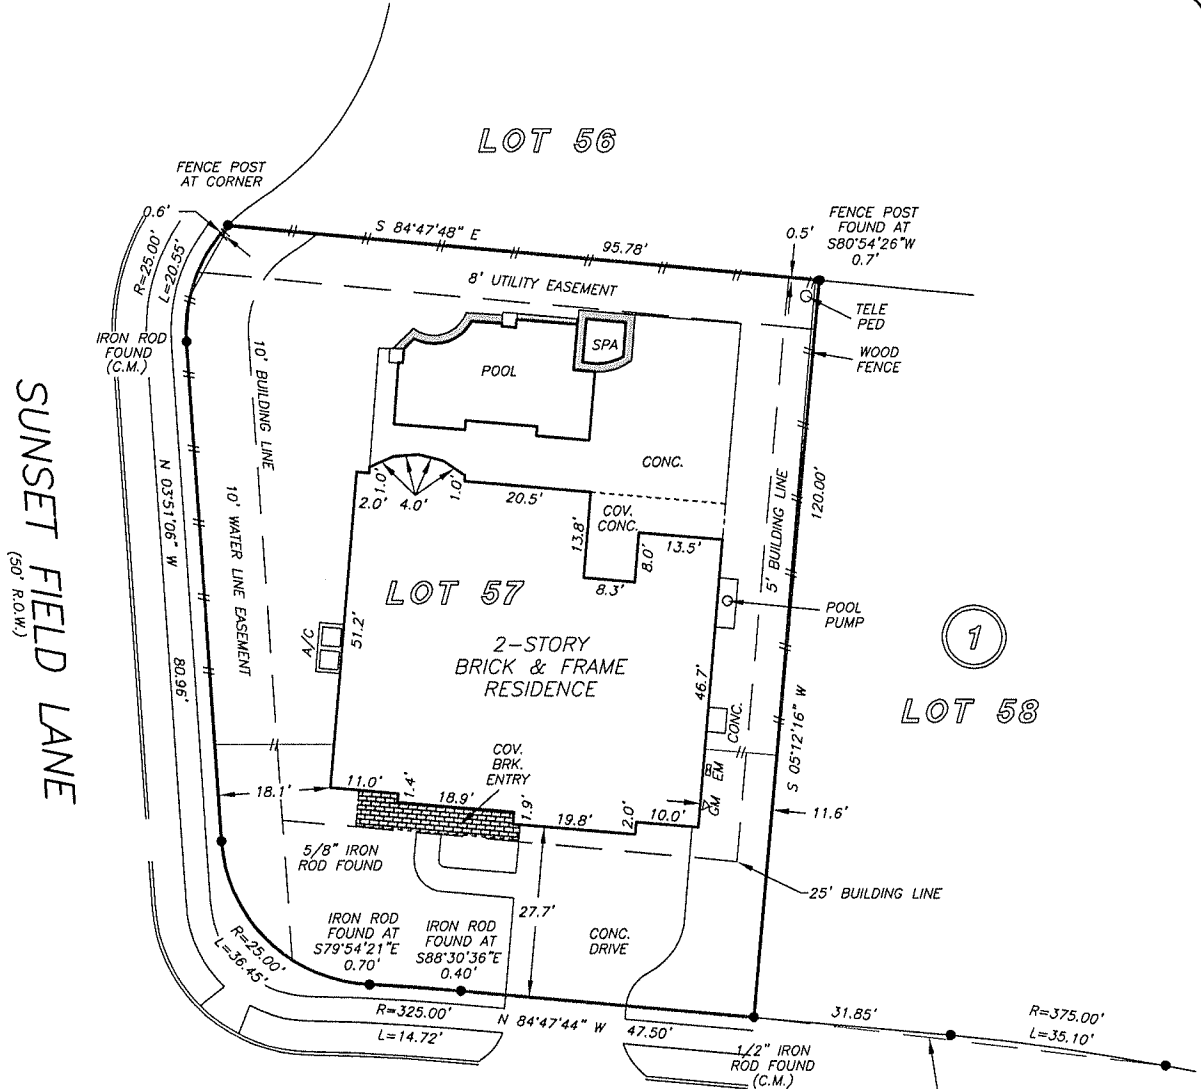 LOT 56
FENCE POST
AT CORNER
0.6'
R=25.00'
L=20.55'
S 84°47'48" E
95.78'
8' UTILITY EASEMENT
0.5'
FENCE POST
FOUND AT
S80°54'26"W
0.7'
TELE
PED
WOOD
FENCE
IRON ROD
FOUND
(C.M.)
SPA
POOL
10' BUILDING LINE
CONC.
5' BUILDING LINE
120.00'
1.0'
2.0'
4.0'
1.0'
20.5'
13.8'
COV.
CONC.
8.0'
13.5'
8.3'
N 03°51'06" W
80.96'
10' WATER LINE EASEMENT
SUNSET FIELD LANE
(50' R.O.W.)
LOT 57
A/C
51.2'
2-STORY
BRICK & FRAME
RESIDENCE
46.7'
POOL
PUMP
1
LOT 58
CONC.
EM
GM
S 05°12'16" W
11.6'
COV.
BRK.
ENTRY
18.1'
11.0'
1.4'
18.9'
1.9'
19.8'
2.0'
10.0'
5/8" IRON
ROD FOUND
25' BUILDING LINE
27.7'
CONC.
DRIVE
IRON ROD
FOUND AT
S79°54'21"E
0.70'
IRON ROD
FOUND AT
S88°30'36"E
0.40'
R=25.00'
L=36.45'
R=325.00'
L=14.72'
N 84°47'44" W
47.50'
31.85'
R=375.00'
L=35.10'
1/2" IRON
ROD FOUND
(C.M.)